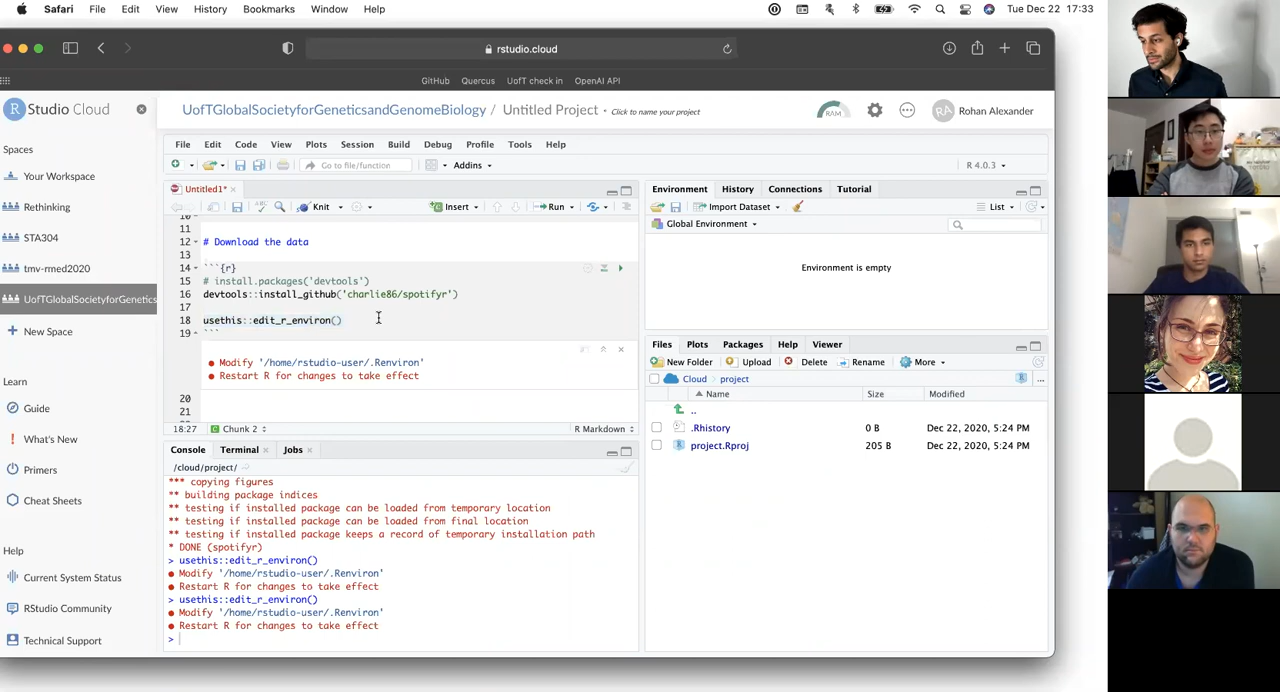 Safari File Edit View History Bookmarks Window Help Tue Dec 22 17:33
rstudio.cloud
GitHub Quercus UofT check in OpenAI API
R Studio Cloud
UofTGlobalSocietyforGeneticsandGenomeBiology / Untitled Project Click to name your project
RAM
RA Rohan Alexander
Spaces
Your Workspace
Rethinking
STA304
tmv-rmed2020
UofTGlobalSocietyforGenetics
New Space
Learn
Guide
What's New
Primers
Cheat Sheets
Help
Current System Status
RStudio Community
Technical Support
File Edit Code View Plots Session Build Debug Profile Tools Help
Go to file/function Addins R 4.0.3
Untitled1*
ABC Knit Insert Run
10
11
12 # Download the data
13
14 ```{r}
15 # install.packages('devtools')
16 devtools::install_github('charlie86/spotifyr')
17
18 usethis::edit_r_environ()
19 ```
● Modify '/home/rstudio-user/.Renviron'
● Restart R for changes to take effect
20
21
18:27 Chunk 2 R Markdown
Console Terminal Jobs
/cloud/project/
*** copying figures
** building package indices
** testing if installed package can be loaded from temporary location
** testing if installed package can be loaded from final location
** testing if installed package keeps a record of temporary installation path
* DONE (spotifyr)
> usethis::edit_r_environ()
● Modify '/home/rstudio-user/.Renviron'
● Restart R for changes to take effect
> usethis::edit_r_environ()
● Modify '/home/rstudio-user/.Renviron'
● Restart R for changes to take effect
>
Environment History Connections Tutorial
Import Dataset List
Global Environment
Environment is empty
Files Plots Packages Help Viewer
New Folder Upload Delete Rename More
Cloud project ...
Name Size Modified
..
.Rhistory 0 B Dec 22, 2020, 5:24 PM
project.Rproj 205 B Dec 22, 2020, 5:24 PM